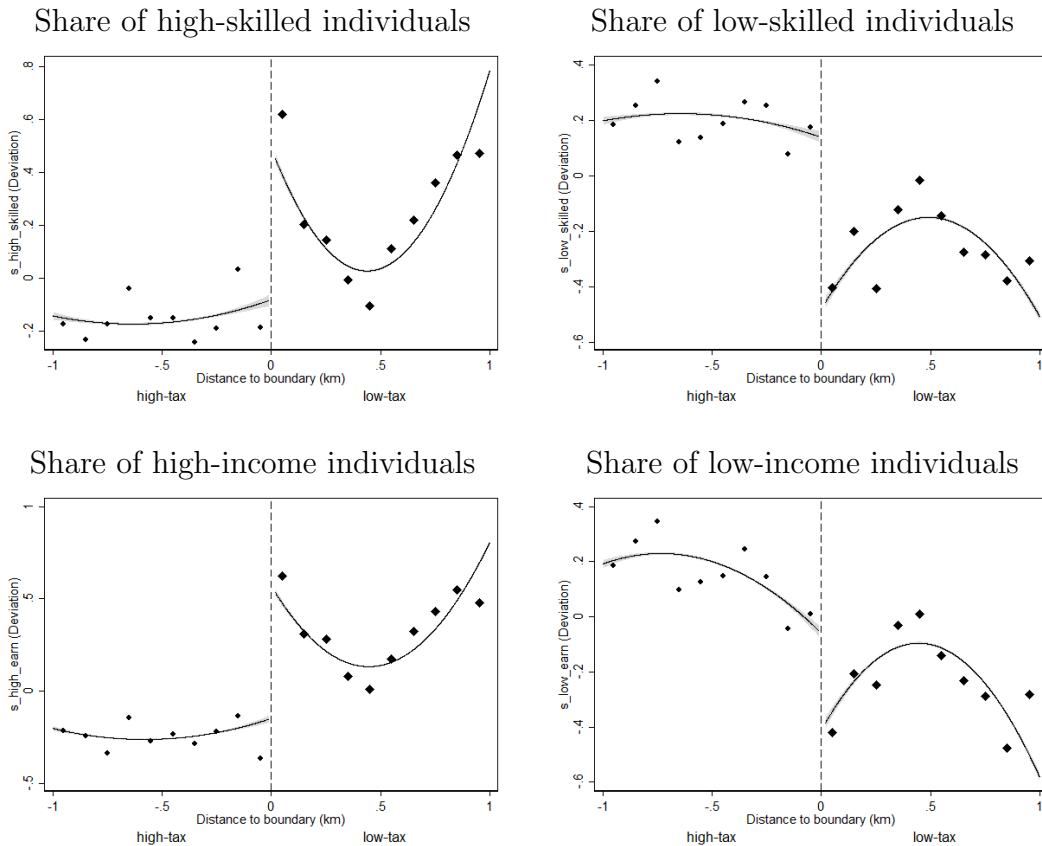 Share of high-skilled individuals
s_high_skilled (Deviation)
.8
.6
.4
.2
0
-.2
-1
-.5
0
.5
1
Distance to boundary (km)
high-tax
low-tax
Share of low-skilled individuals
s_low_skilled (Deviation)
.4
.2
0
-.2
-.4
-.6
-1
-.5
0
.5
1
Distance to boundary (km)
high-tax
low-tax
Share of high-income individuals
s_high_earn (Deviation)
1
.5
0
-.5
-1
-.5
0
.5
1
Distance to boundary (km)
high-tax
low-tax
Share of low-income individuals
s_low_earn (Deviation)
.4
.2
0
-.2
-.4
-.6
-1
-.5
0
.5
1
Distance to boundary (km)
high-tax
low-tax